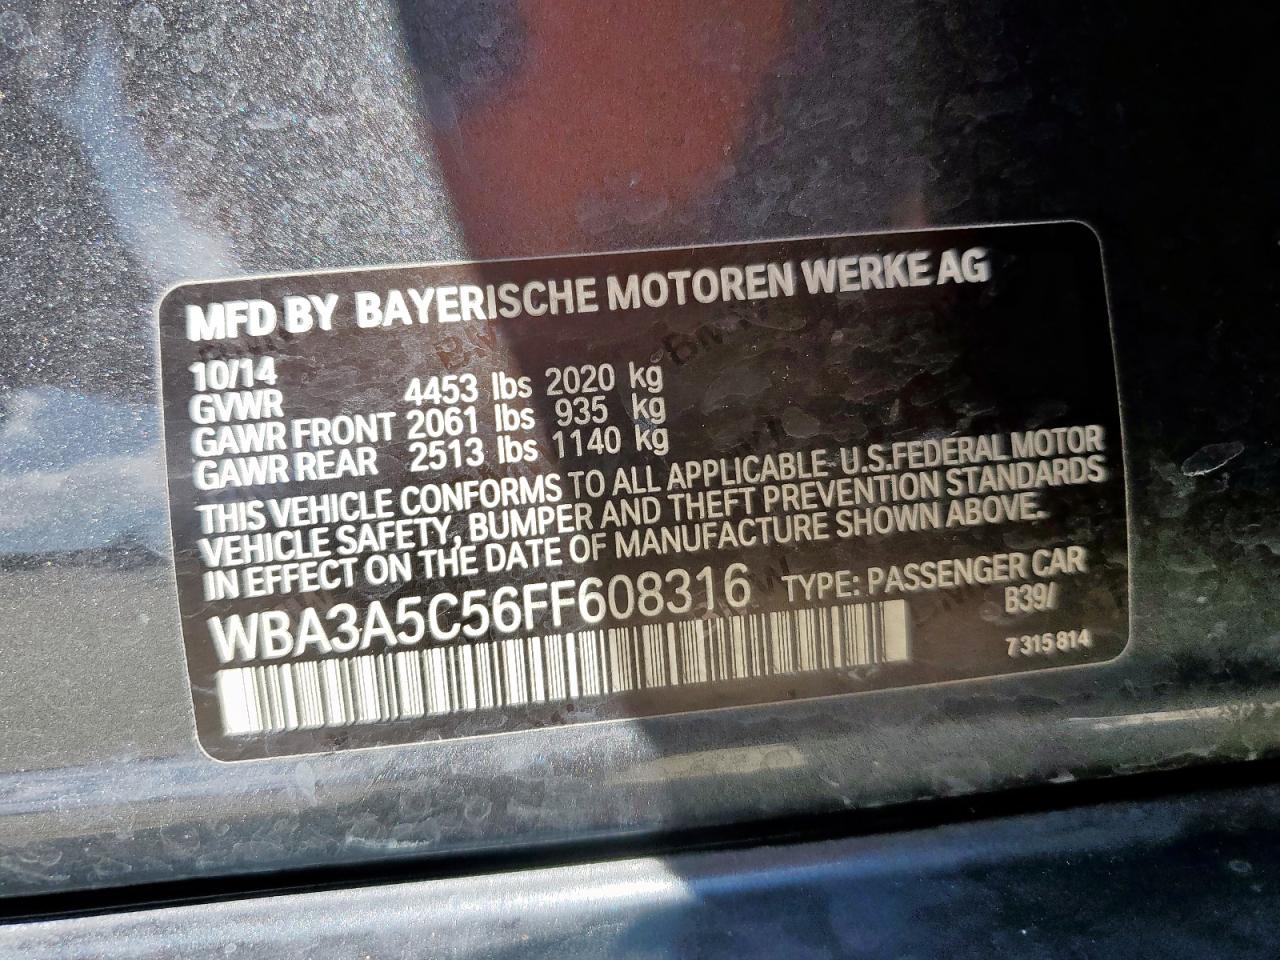 MFD BY BAYERISCHE MOTOREN WERKE AG
10/14
GVWR 4453 lbs 2020 kg
GAWR FRONT 2061 lbs 935 kg
GAWR REAR 2513 lbs 1140 kg
THIS VEHICLE CONFORMS TO ALL APPLICABLE U.S.FEDERAL MOTOR
VEHICLE SAFETY, BUMPER AND THEFT PREVENTION STANDARDS
IN EFFECT ON THE DATE OF MANUFACTURE SHOWN ABOVE.
WBA3A5C56FF608316 TYPE: PASSENGER CAR
B39/
7 315 814